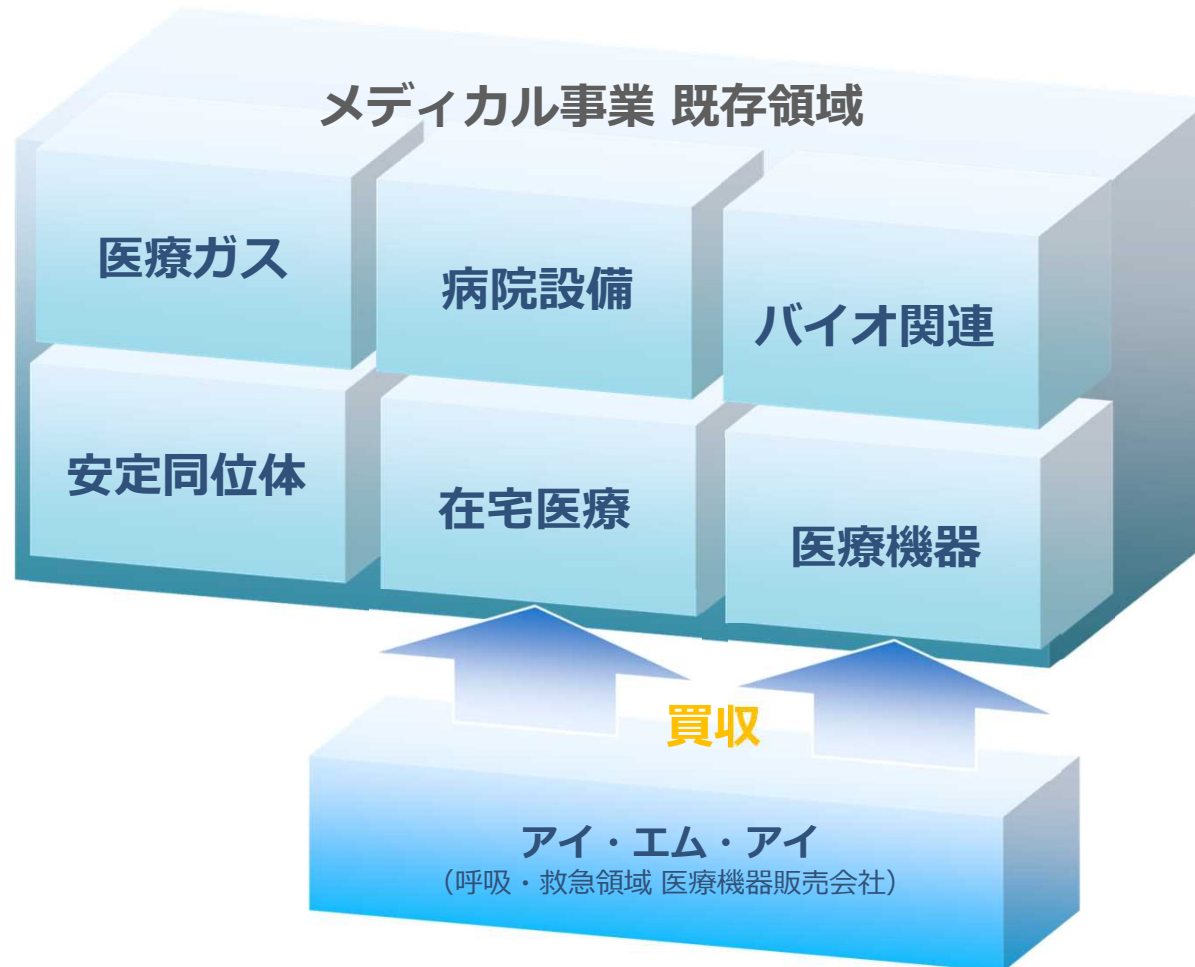 メディカル事業 既存領域
医療ガス
病院設備
バイオ関連
安定同位体
在宅医療
医療機器
買収
アイ・エム・アイ
（呼吸・救急領域 医療機器販売会社）